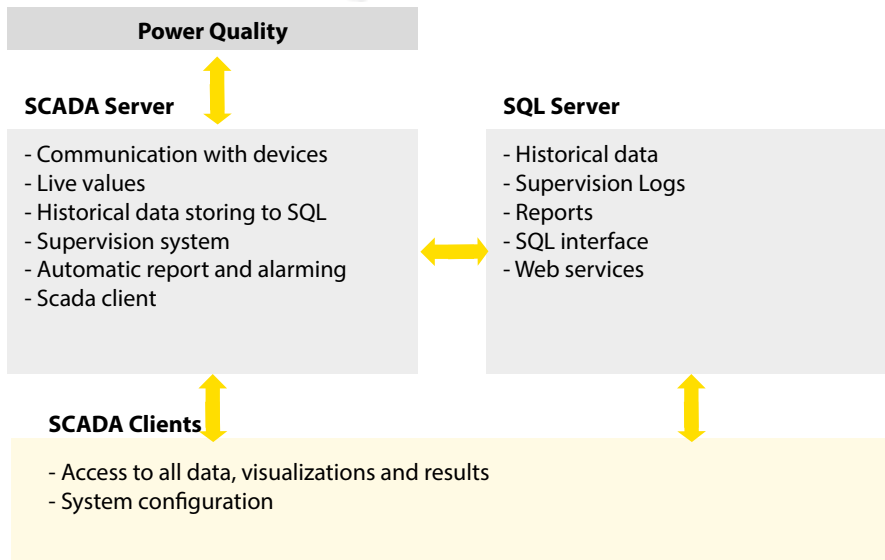 Power Quality
SCADA Server
- Communication with devices
- Live values
- Historical data storing to SQL
- Supervision system
- Automatic report and alarming
- Scada client
SQL Server
- Historical data
- Supervision Logs
- Reports
- SQL interface
- Web services
SCADA Clients
- Access to all data, visualizations and results
- System configuration